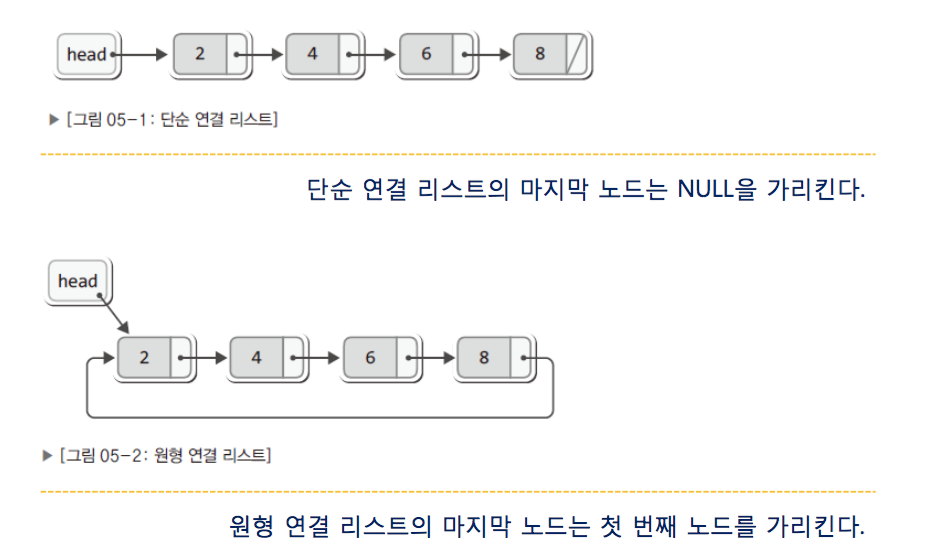 head 2 4 6 8
▶ [그림 05-1: 단순 연결 리스트]
단순 연결 리스트의 마지막 노드는 NULL을 가리킨다.
head
2 4 6 8
▶ [그림 05-2: 원형 연결 리스트]
원형 연결 리스트의 마지막 노드는 첫 번째 노드를 가리킨다.